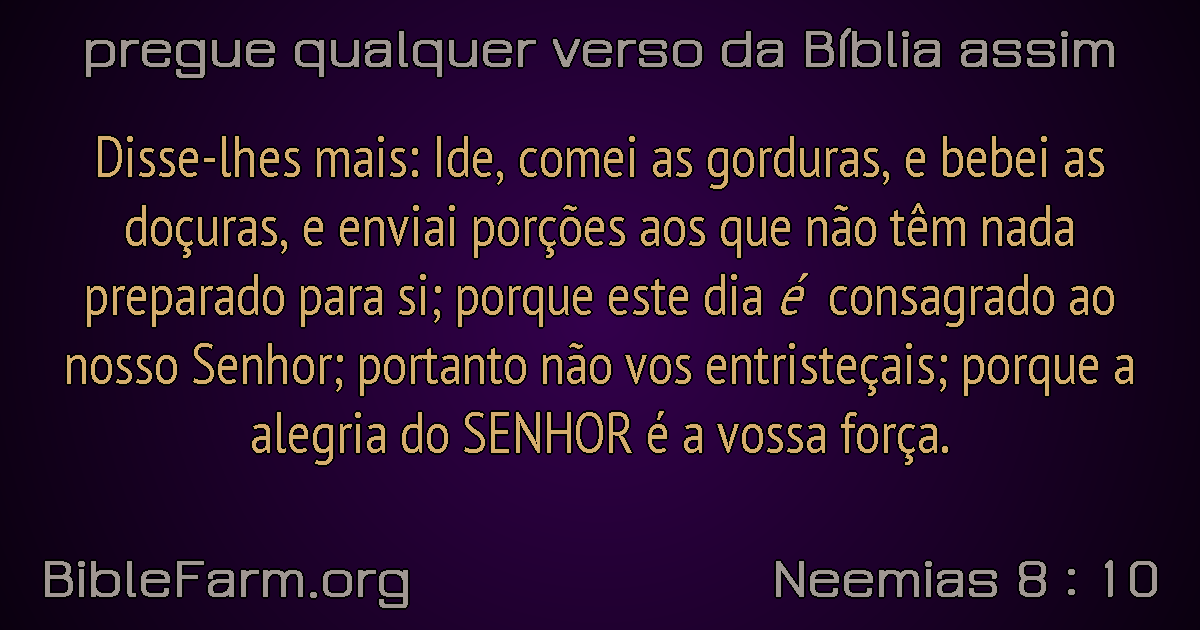 pregue qualquer verso da Bíblia assim
Disse-lhes mais: Ide, comei as gorduras, e bebei as
doçuras, e enviai porções aos que não têm nada
preparado para si; porque este dia é consagrado ao
nosso Senhor; portanto não vos entristeçais; porque a
alegria do SENHOR é a vossa força.
BibleFarm.org
Neemias 8 : 10